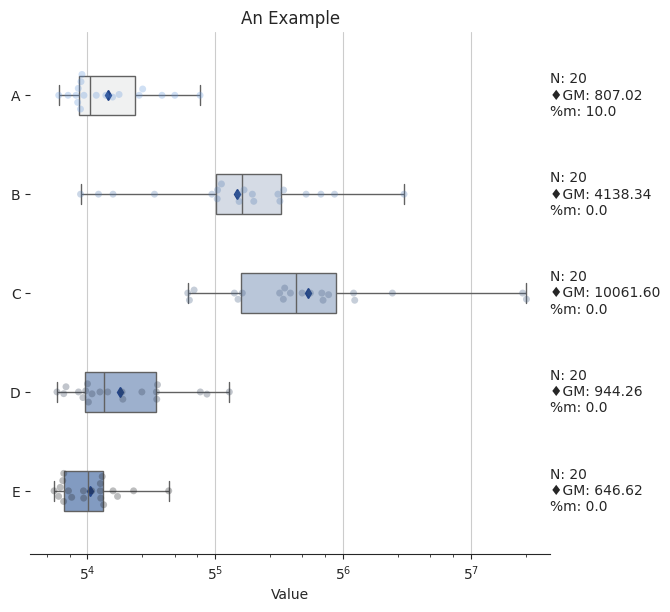 An Example
A
N: 20
♦GM: 807.02
%m: 10.0
B
N: 20
♦GM: 4138.34
%m: 0.0
C
N: 20
♦GM: 10061.60
%m: 0.0
D
N: 20
♦GM: 944.26
%m: 0.0
E
N: 20
♦GM: 646.62
%m: 0.0
5⁴ 5⁵ 5⁶ 5⁷
Value